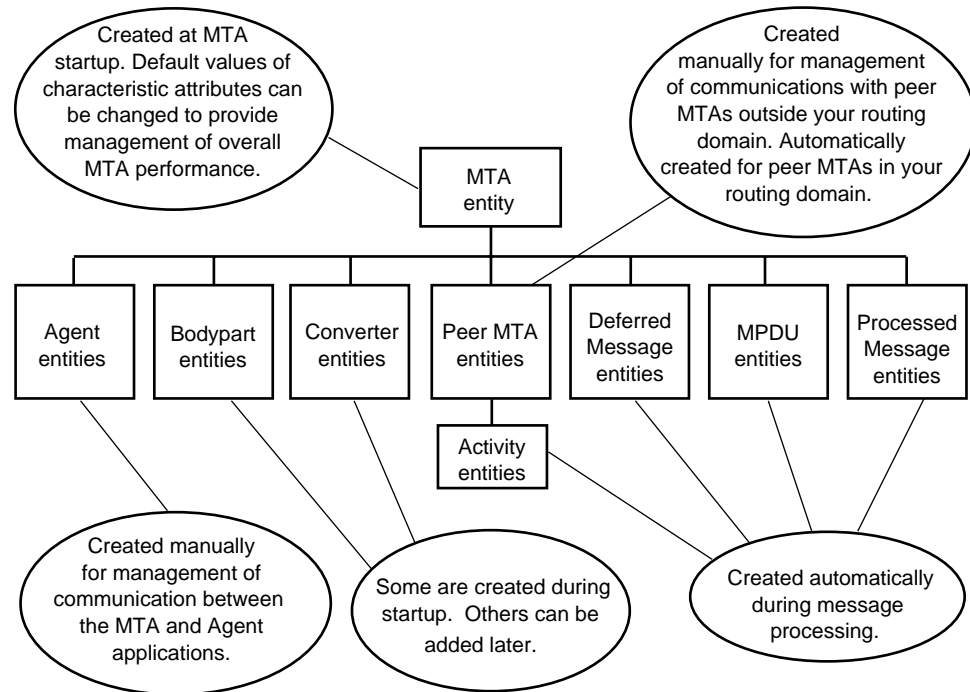 Created at MTA
startup. Default values of
characteristic attributes can
be changed to provide
management of overall
MTA performance.
Created
manually for management
of communications with peer
MTAs outside your routing
domain. Automatically
created for peer MTAs in your
routing domain.
MTA
entity
Agent
entities
Bodypart
entities
Converter
entities
Peer MTA
entities
Deferred
Message
entities
MPDU
entities
Processed
Message
entities
Activity
entities
Created manually
for management of
communication between
the MTA and Agent
applications.
Some are created during
startup.  Others can be
added later.
Created automatically
during message
processing.